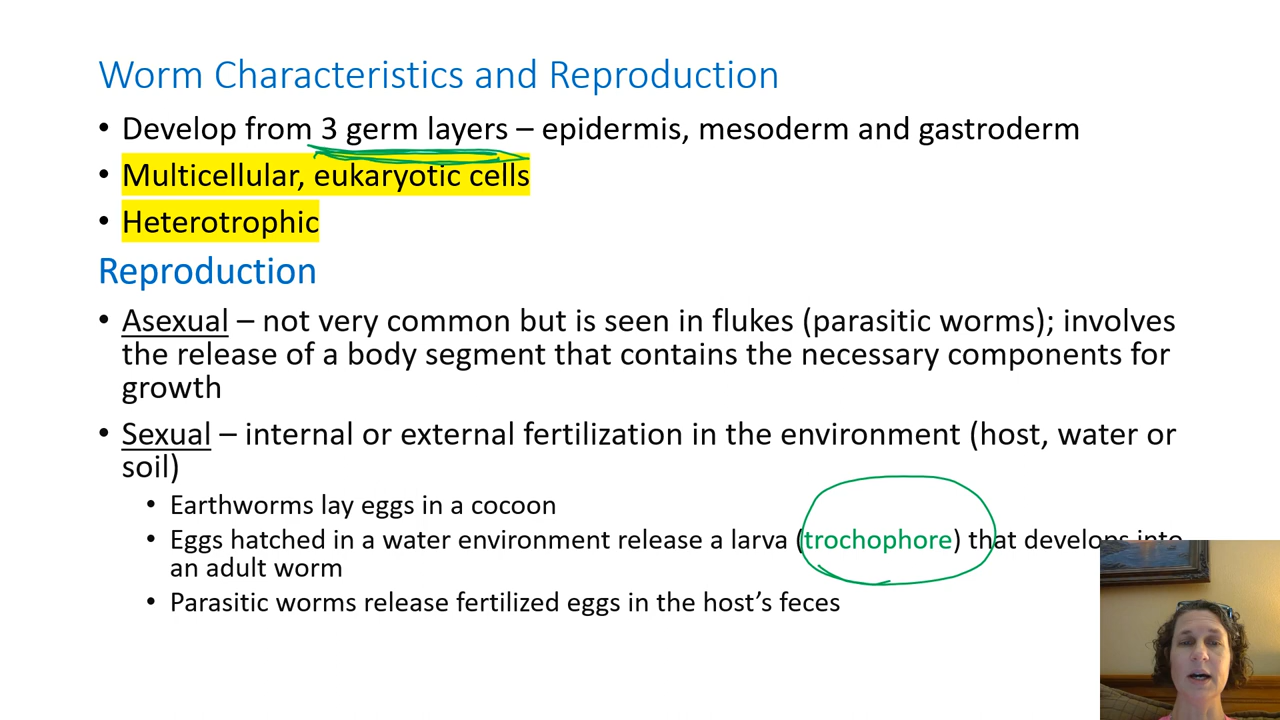 Worm Characteristics and Reproduction
• Develop from 3 germ layers – epidermis, mesoderm and gastroderm
• Multicellular, eukaryotic cells
• Heterotrophic
Reproduction
• Asexual – not very common but is seen in flukes (parasitic worms); involves
the release of a body segment that contains the necessary components for
growth
• Sexual – internal or external fertilization in the environment (host, water or
soil)
• Earthworms lay eggs in a cocoon
• Eggs hatched in a water environment release a larva (trochophore) that develops into
an adult worm
• Parasitic worms release fertilized eggs in the host’s feces